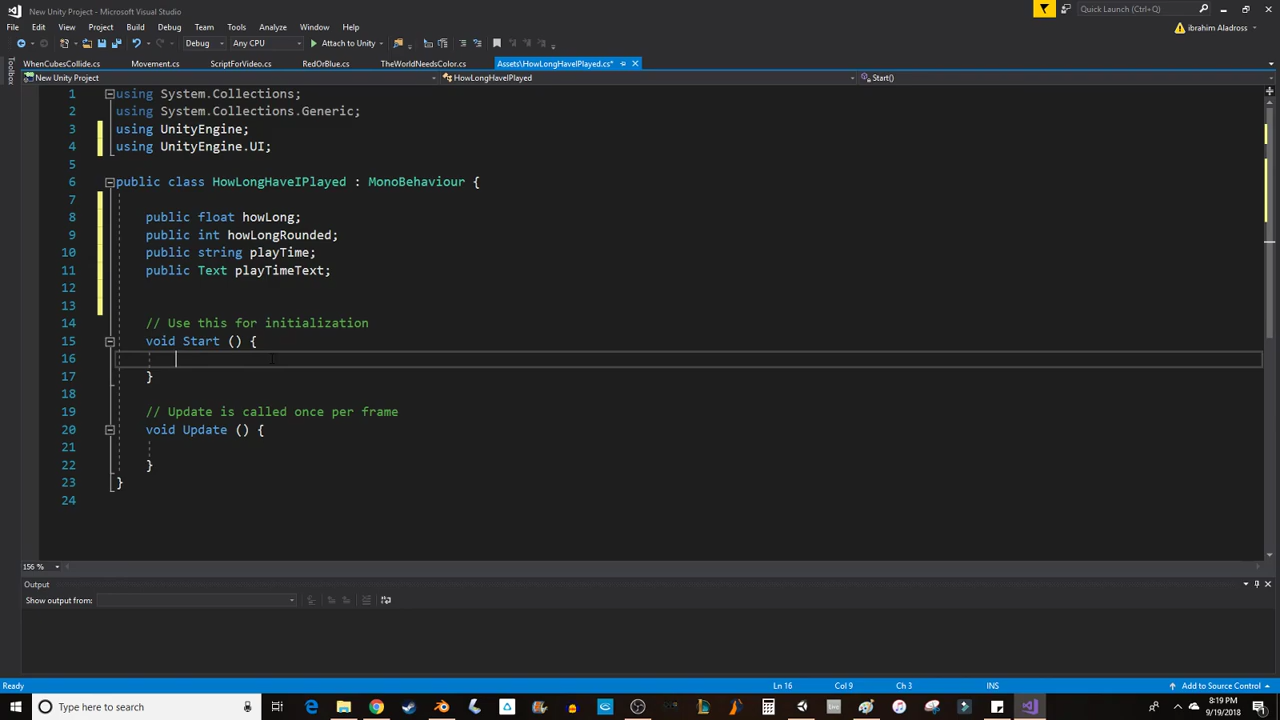 New Unity Project - Microsoft Visual Studio
Quick Launch (Ctrl+Q)
File Edit View Project Build Debug Team Tools Architecture Test Analyze Window Help
ibrahim Aladross
Debug Any CPU Attach to Unity
Toolbox
WhenCubesCollide.cs Movement.cs ScriptForVideo.cs RedOrBlue.cs TheWorldNeedsColor.cs Assets\HowLongHaveIPlayed.cs*
New Unity Project HowLongHaveIPlayed Start()
1 using System.Collections;
2 using System.Collections.Generic;
3 using UnityEngine;
4 using UnityEngine.UI;
5
6 public class HowLongHaveIPlayed : MonoBehaviour {
7
8 public float howLong;
9 public int howLongRounded;
10 public string playTime;
11 public Text playTimeText;
12
13
14 // Use this for initialization
15 void Start () {
16
17 }
18
19 // Update is called once per frame
20 void Update () {
21
22 }
23 }
24
156 %
Output
Show output from:
Ready Ln 16 Col 9 Ch 3 INS Add to Source Control
Type here to search
8:19 PM
9/19/2018